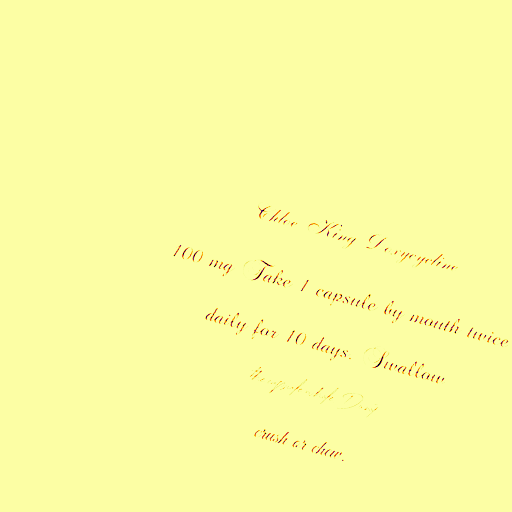 Chloe King Doxycycline
100 mg Take 1 capsule by mouth twice
daily for 10 days. Swallow
crush or chew.